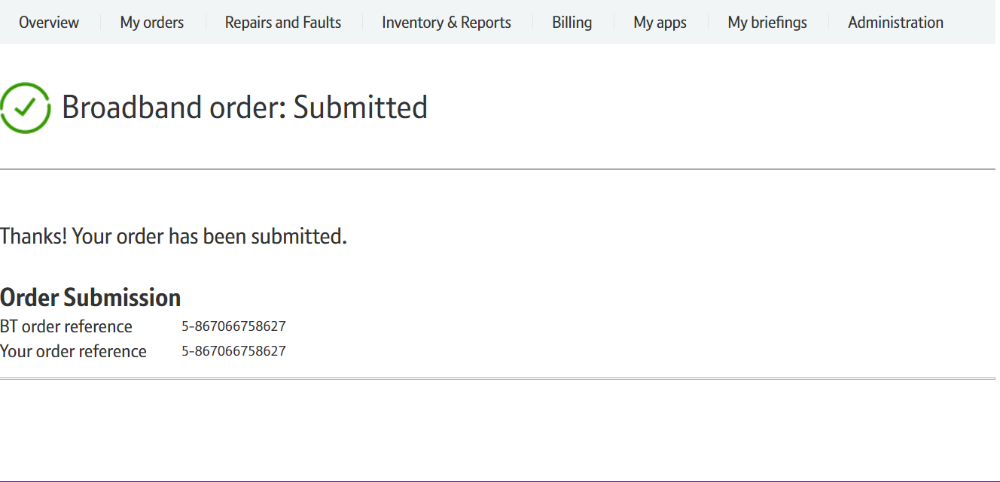 Overview My orders Repairs and Faults Inventory & Reports Billing My apps My briefings Administration
Broadband order: Submitted
Thanks! Your order has been submitted.
Order Submission
BT order reference 5-867066758627
Your order reference 5-867066758627